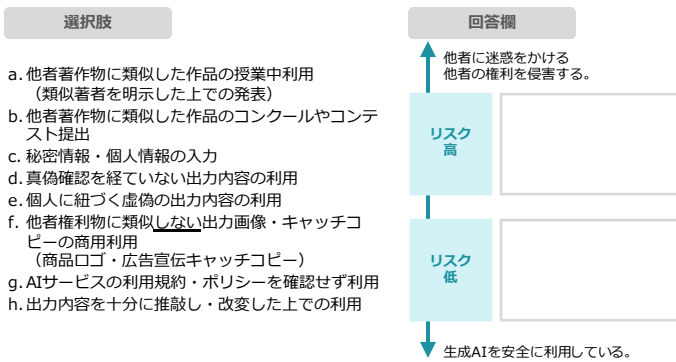 選択肢
a. 他者著作物に類似した作品の授業中利用
（類似著者を明示した上での発表）
b. 他者著作物に類似した作品のコンクールやコンテ
スト提出
c. 秘密情報・個人情報の入力
d. 真偽確認を経ていない出力内容の利用
e. 個人に紐づく虚偽の出力内容の利用
f. 他者権利物に類似しない出力画像・キャッチコ
ピーの商用利用
（商品ロゴ・広告宣伝キャッチコピー）
g. AIサービスの利用規約・ポリシーを確認せず利用
h. 出力内容を十分に推敲し・改変した上での利用
回答欄
他者に迷惑をかける
他者の権利を侵害する。
リスク
高
リスク
低
生成AIを安全に利用している。